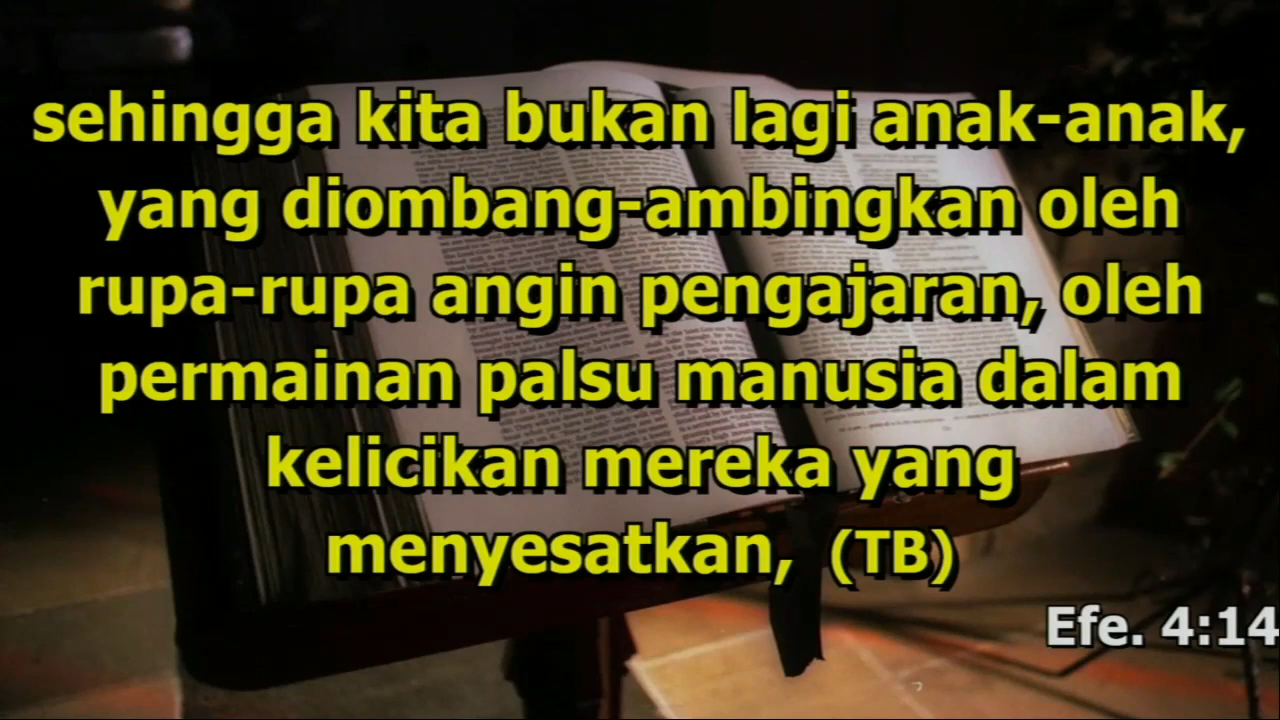 sehingga kita bukan lagi anak-anak,
yang diombang-ambingkan oleh
rupa-rupa angin pengajaran, oleh
permainan palsu manusia dalam
kelicikan mereka yang
menyesatkan, (TB)
Efe. 4:14